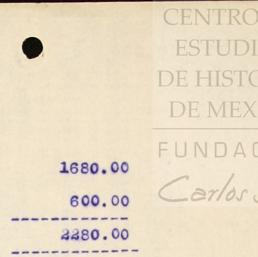 CENTRO
ESTUDI
DE HISTO
DE MEX
FUNDAC
Carlos
1680.00
600.00
2280.00